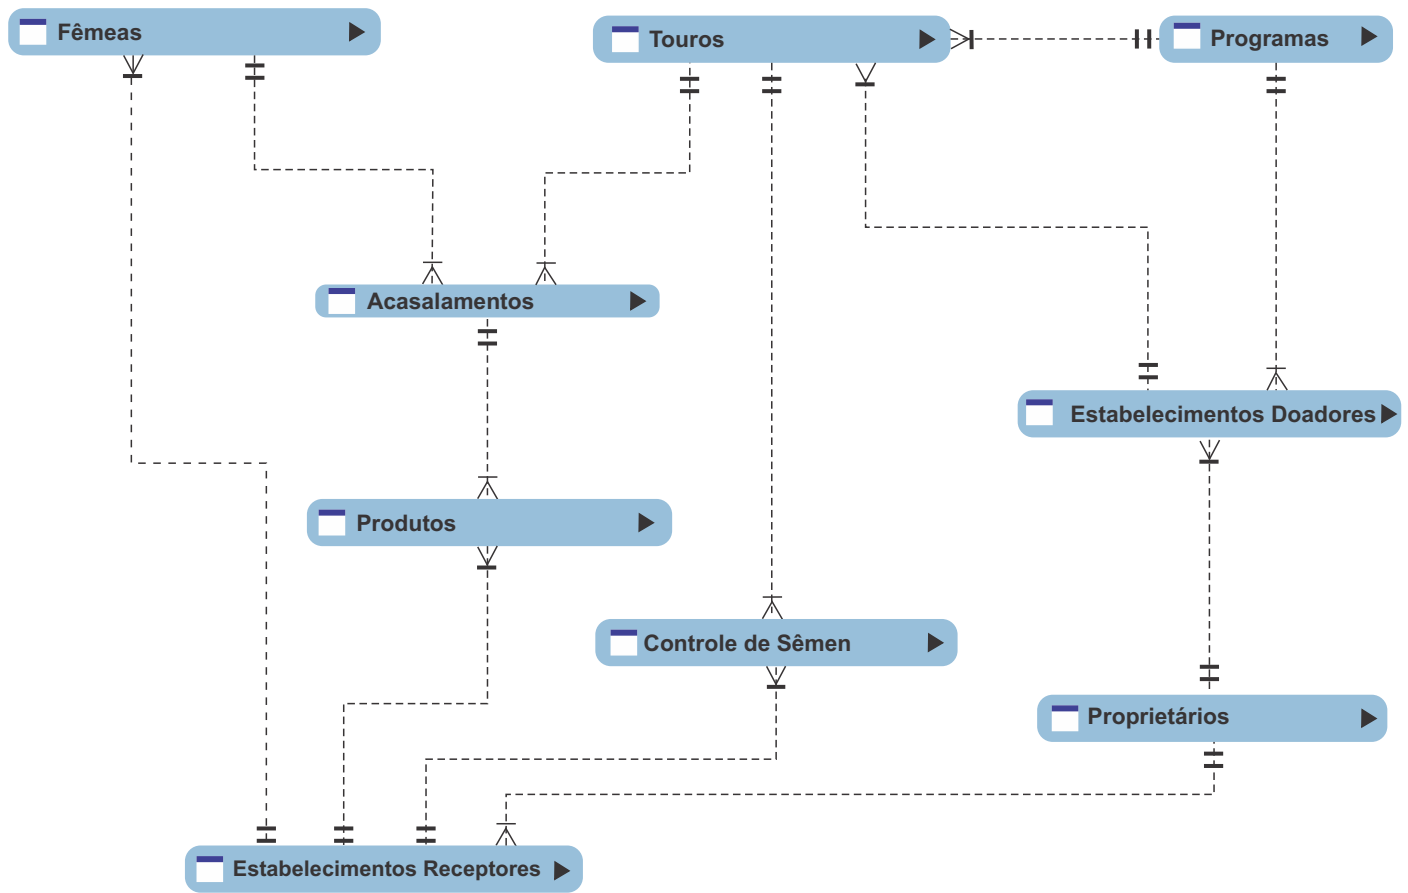 Fêmeas
Touros
Programas
Acasalamentos
Estabelecimentos Doadores
Produtos
Controle de Sêmen
Proprietários
Estabelecimentos Receptores